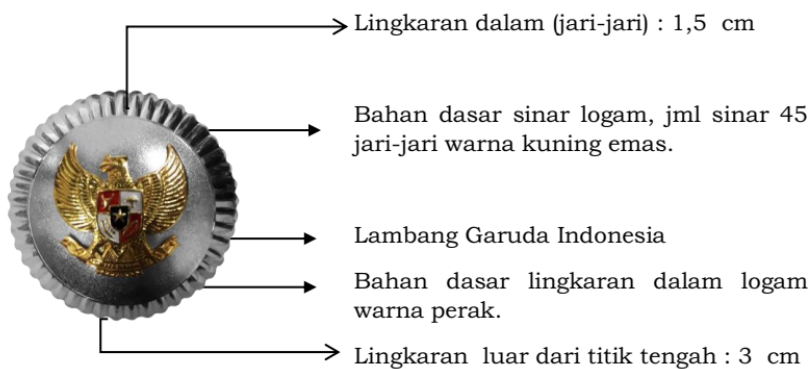 Lingkaran dalam (jari-jari) : 1,5 cm
Bahan dasar sinar logam, jml sinar 45
jari-jari warna kuning emas.
Lambang Garuda Indonesia
Bahan dasar lingkaran dalam logam
warna perak.
Lingkaran luar dari titik tengah : 3 cm